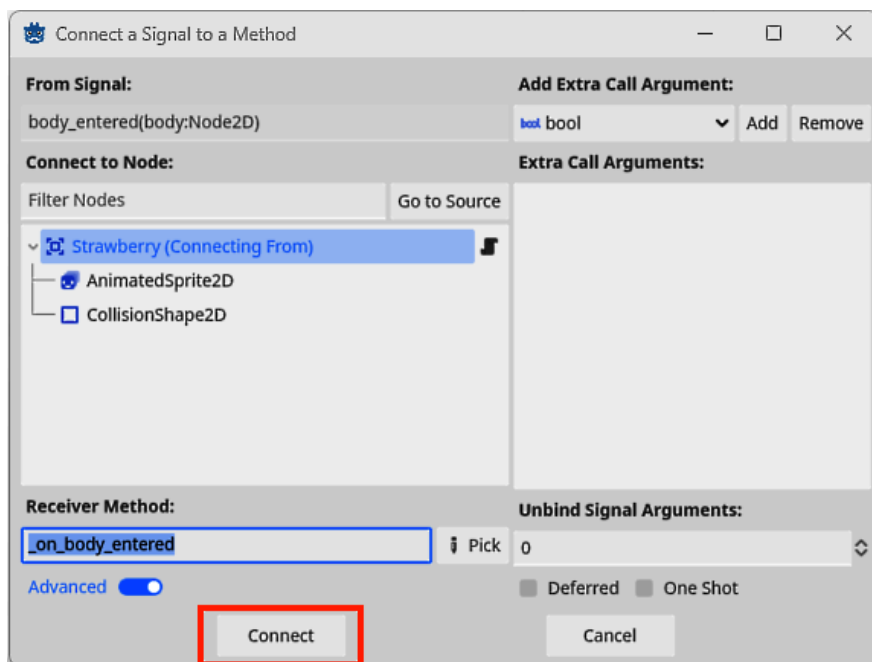 Connect a Signal to a Method
From Signal:
body_entered(body:Node2D)
Connect to Node:
Filter Nodes
Go to Source
Strawberry (Connecting From)
AnimatedSprite2D
CollisionShape2D
Receiver Method:
_on_body_entered
Pick
Advanced
Add Extra Call Argument:
bool bool
Add
Remove
Extra Call Arguments:
Unbind Signal Arguments:
0
Deferred
One Shot
Connect
Cancel